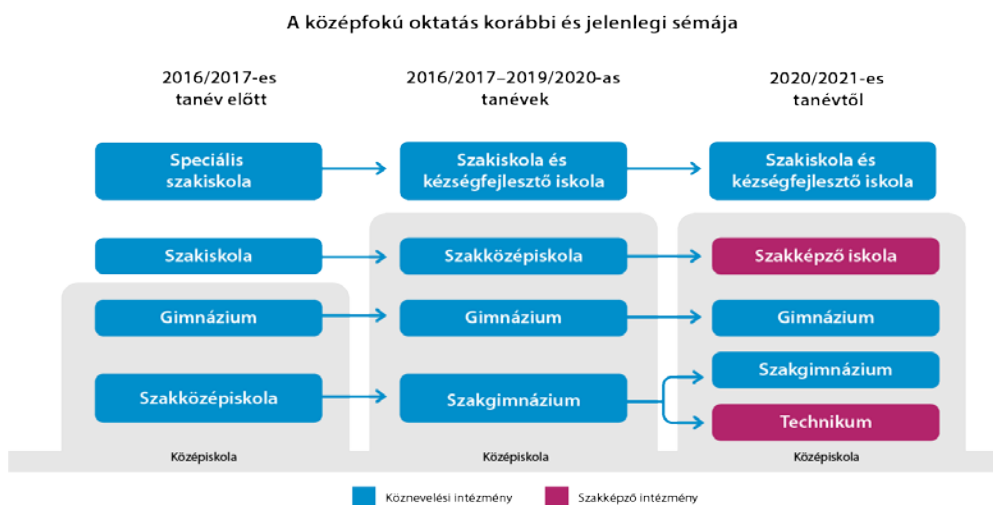 A középfokú oktatás korábbi és jelenlegi sémája
2016/2017-es
tanév előtt
2016/2017–2019/2020-as
tanévek
2020/2021-es
tanévtől
Speciális
szakiskola
Szakiskola és
kézségfejlesztő iskola
Szakiskola és
kézségfejlesztő iskola
Szakiskola
Szakközépiskola
Szakképző iskola
Gimnázium
Gimnázium
Gimnázium
Szakközépiskola
Szakgimnázium
Szakgimnázium
Technikum
Középiskola
Középiskola
Középiskola
Köznevelési intézmény
Szakképző intézmény